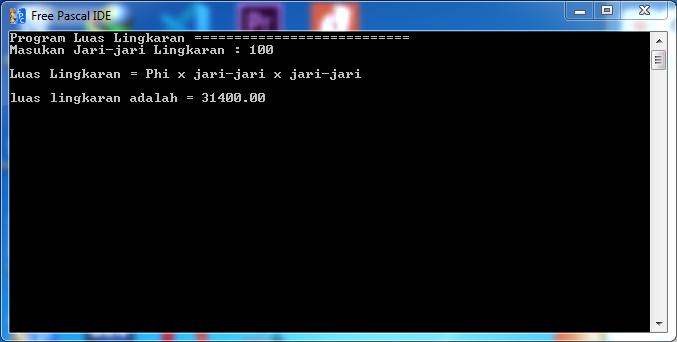 Free Pascal IDE
Program Luas Lingkaran ===========================
Masukan Jari-jari Lingkaran : 100
Luas Lingkaran = Phi x jari-jari x jari-jari
luas lingkaran adalah = 31400.00